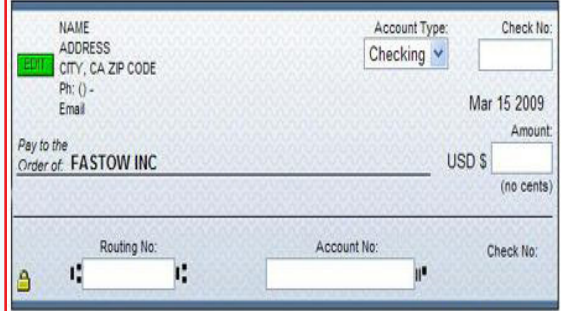 NAME
ADDRESS
CITY, CA ZIP CODE
Ph: () -
Email
EDIT
Account Type:
Checking
Check No:
Mar 15 2009
Amount:
USD $
(no cents)
Pay to the
Order of: FASTOW INC
Routing No:
Account No:
Check No: